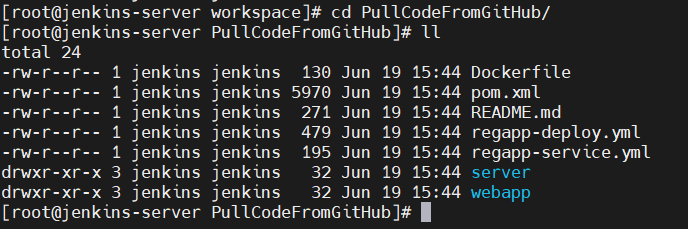 [root@jenkins-server workspace]# cd PullCodeFromGitHub/
[root@jenkins-server PullCodeFromGitHub]# ll
total 24
-rw-r--r-- 1 jenkins jenkins  130 Jun 19 15:44 Dockerfile
-rw-r--r-- 1 jenkins jenkins 5970 Jun 19 15:44 pom.xml
-rw-r--r-- 1 jenkins jenkins  271 Jun 19 15:44 README.md
-rw-r--r-- 1 jenkins jenkins  479 Jun 19 15:44 regapp-deploy.yml
-rw-r--r-- 1 jenkins jenkins  195 Jun 19 15:44 regapp-service.yml
drwxr-xr-x 3 jenkins jenkins   32 Jun 19 15:44 server
drwxr-xr-x 3 jenkins jenkins   32 Jun 19 15:44 webapp
[root@jenkins-server PullCodeFromGitHub]#